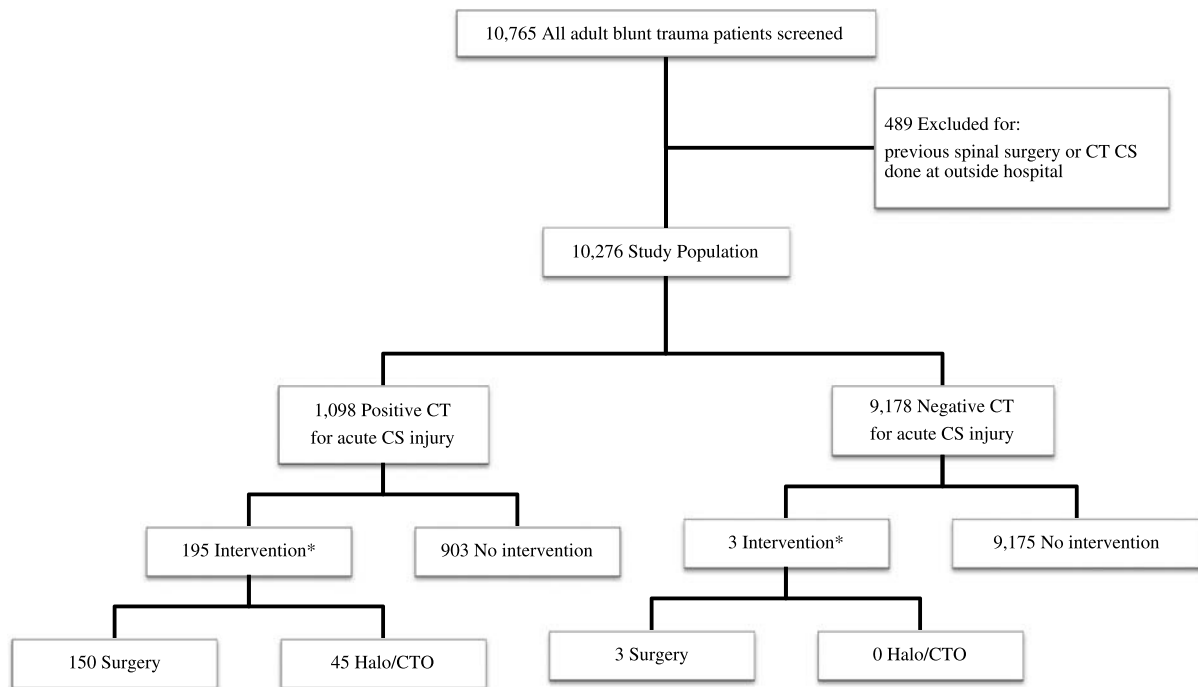 10,765 All adult blunt trauma patients screened
489 Excluded for:
previous spinal surgery or CT CS
done at outside hospital
10,276 Study Population
1,098 Positive CT
for acute CS injury
9,178 Negative CT
for acute CS injury
195 Intervention*
903 No intervention
3 Intervention*
9,175 No intervention
150 Surgery
45 Halo/CTO
3 Surgery
0 Halo/CTO